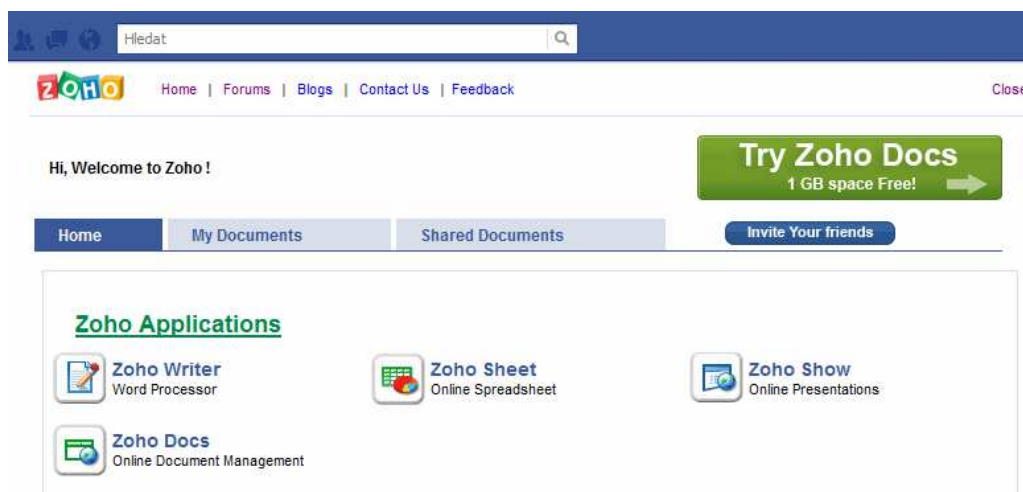 Hledat
ZOHO Home | Forums | Blogs | Contact Us | Feedback Close
Hi, Welcome to Zoho !
Try Zoho Docs
1 GB space Free!
Home My Documents Shared Documents Invite Your friends
Zoho Applications
Zoho Writer Zoho Sheet Zoho Show
Word Processor Online Spreadsheet Online Presentations
Zoho Docs
Online Document Management